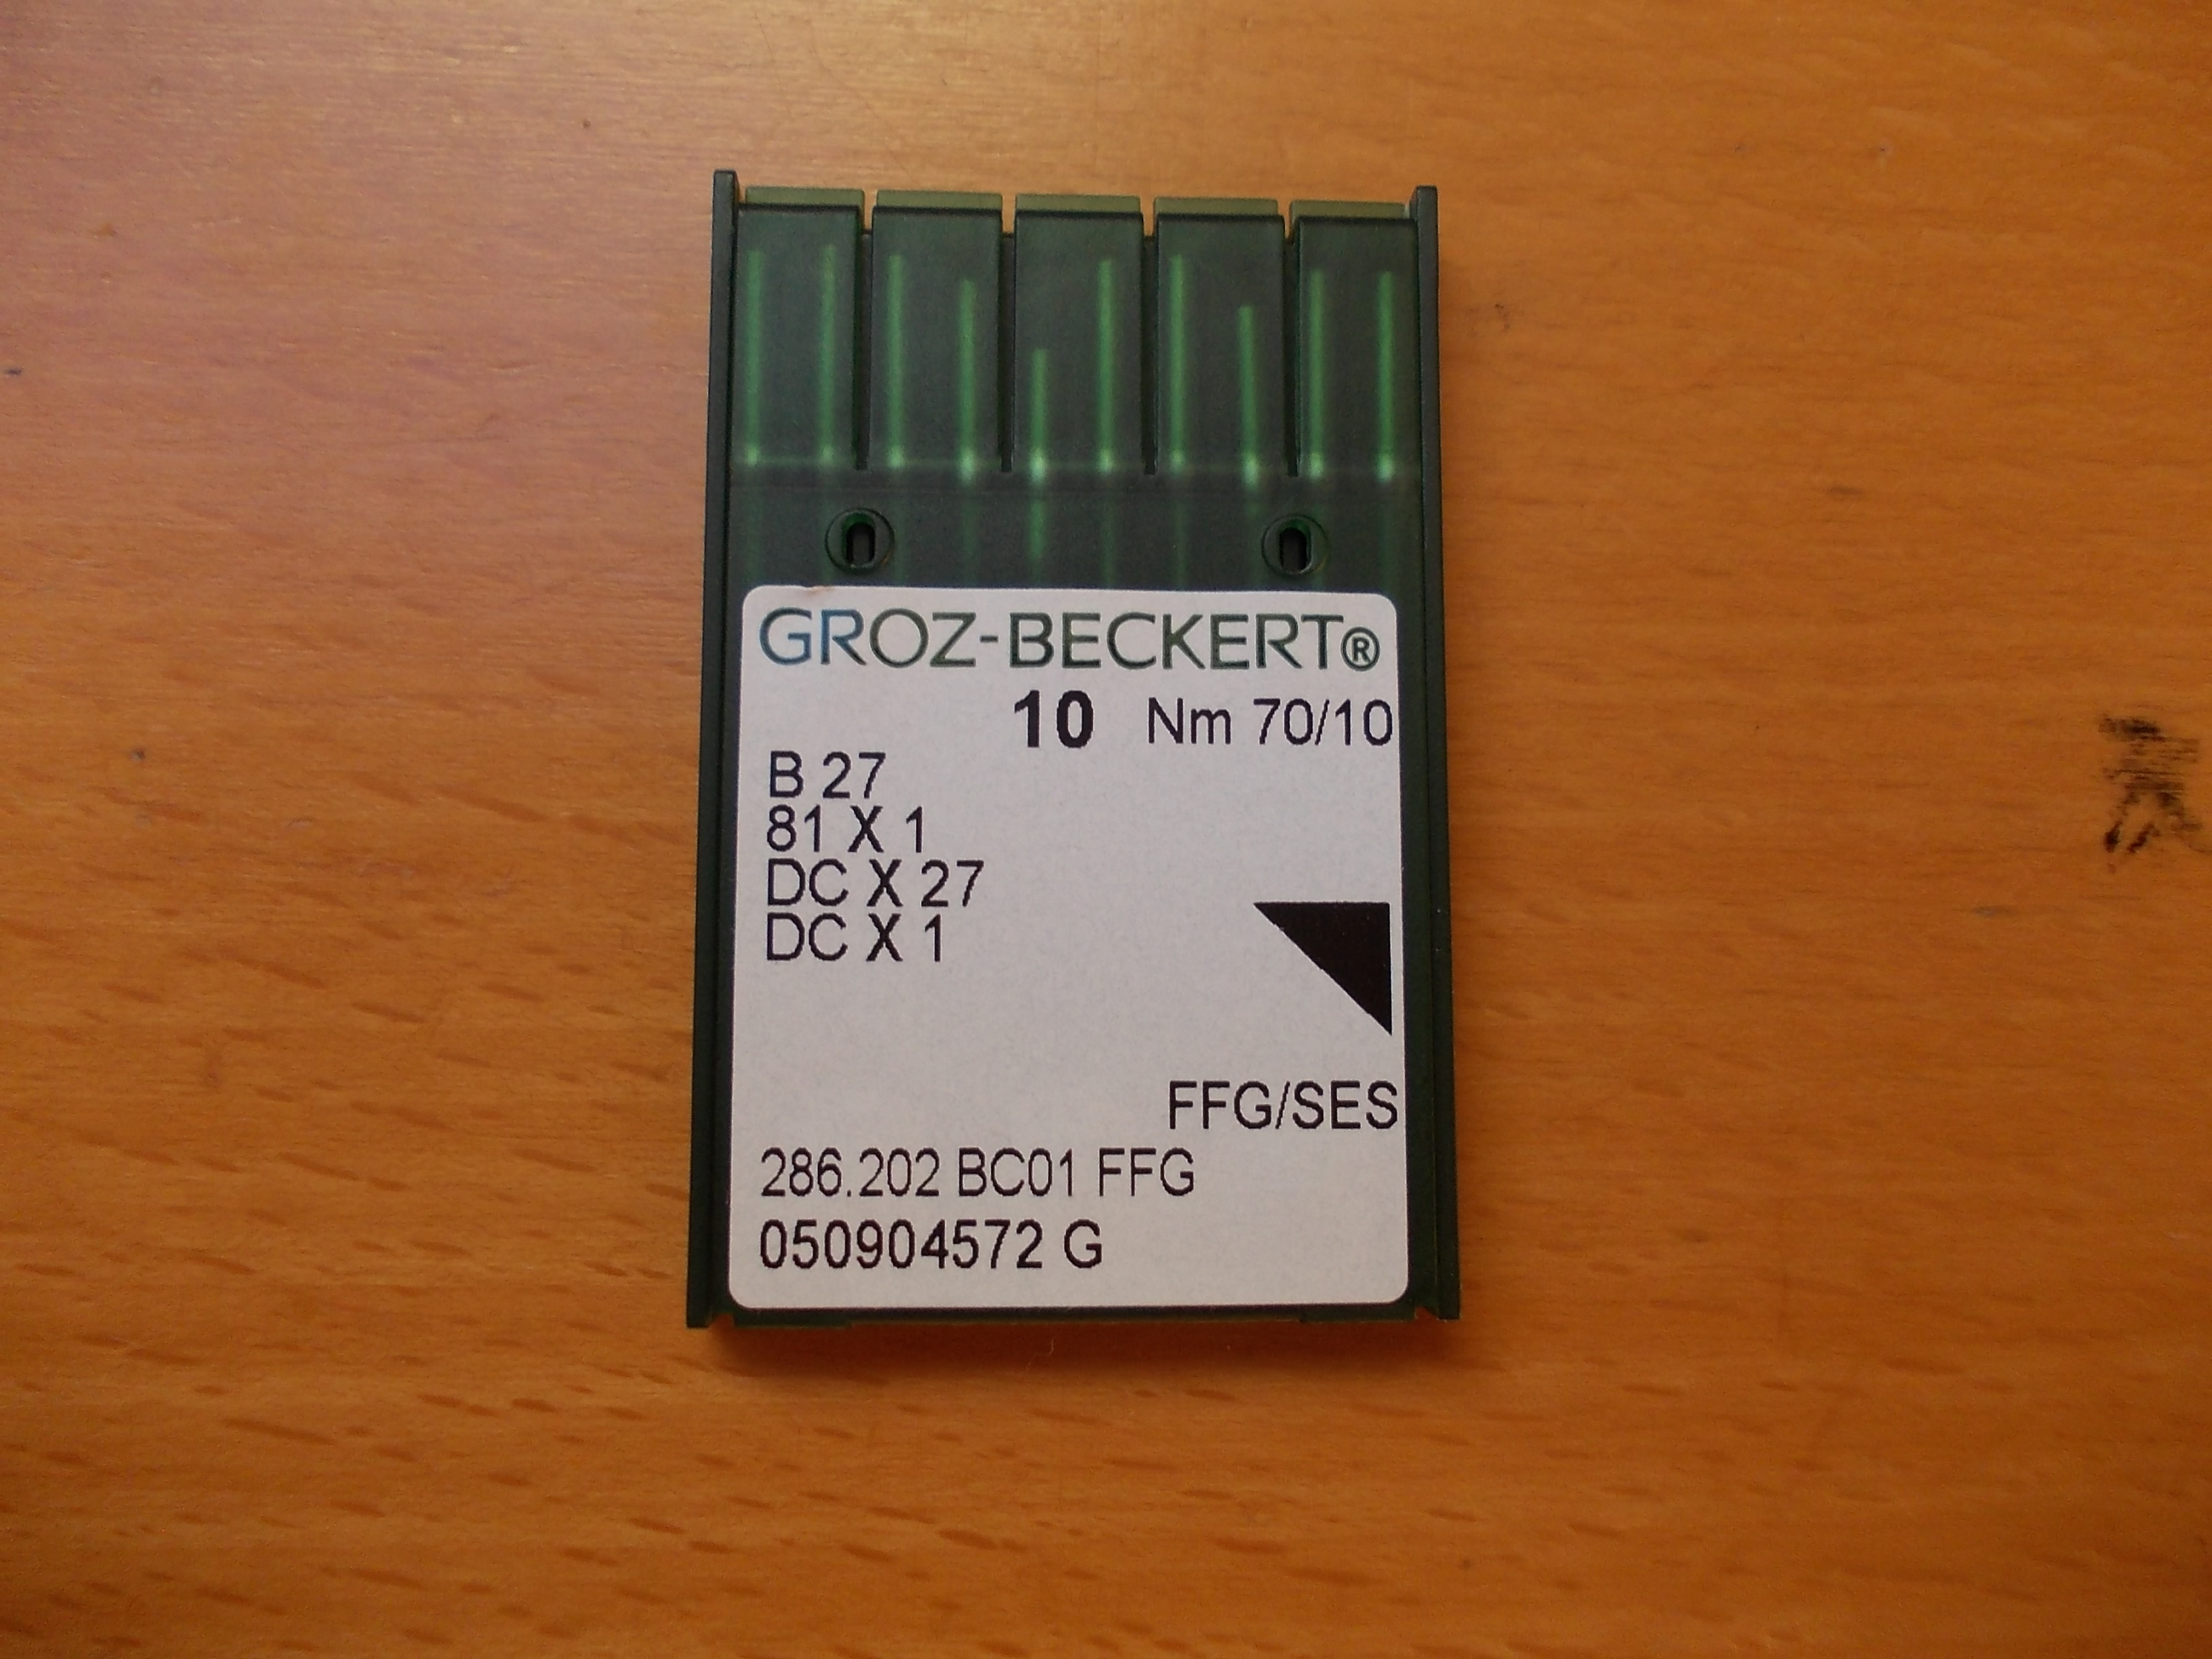 GROZ-BECKERT®
10 Nm 70/10
B 27
81 X 1
DC X 27
DC X 1
FFG/SES
286.202 BC01 FFG
050904572 G